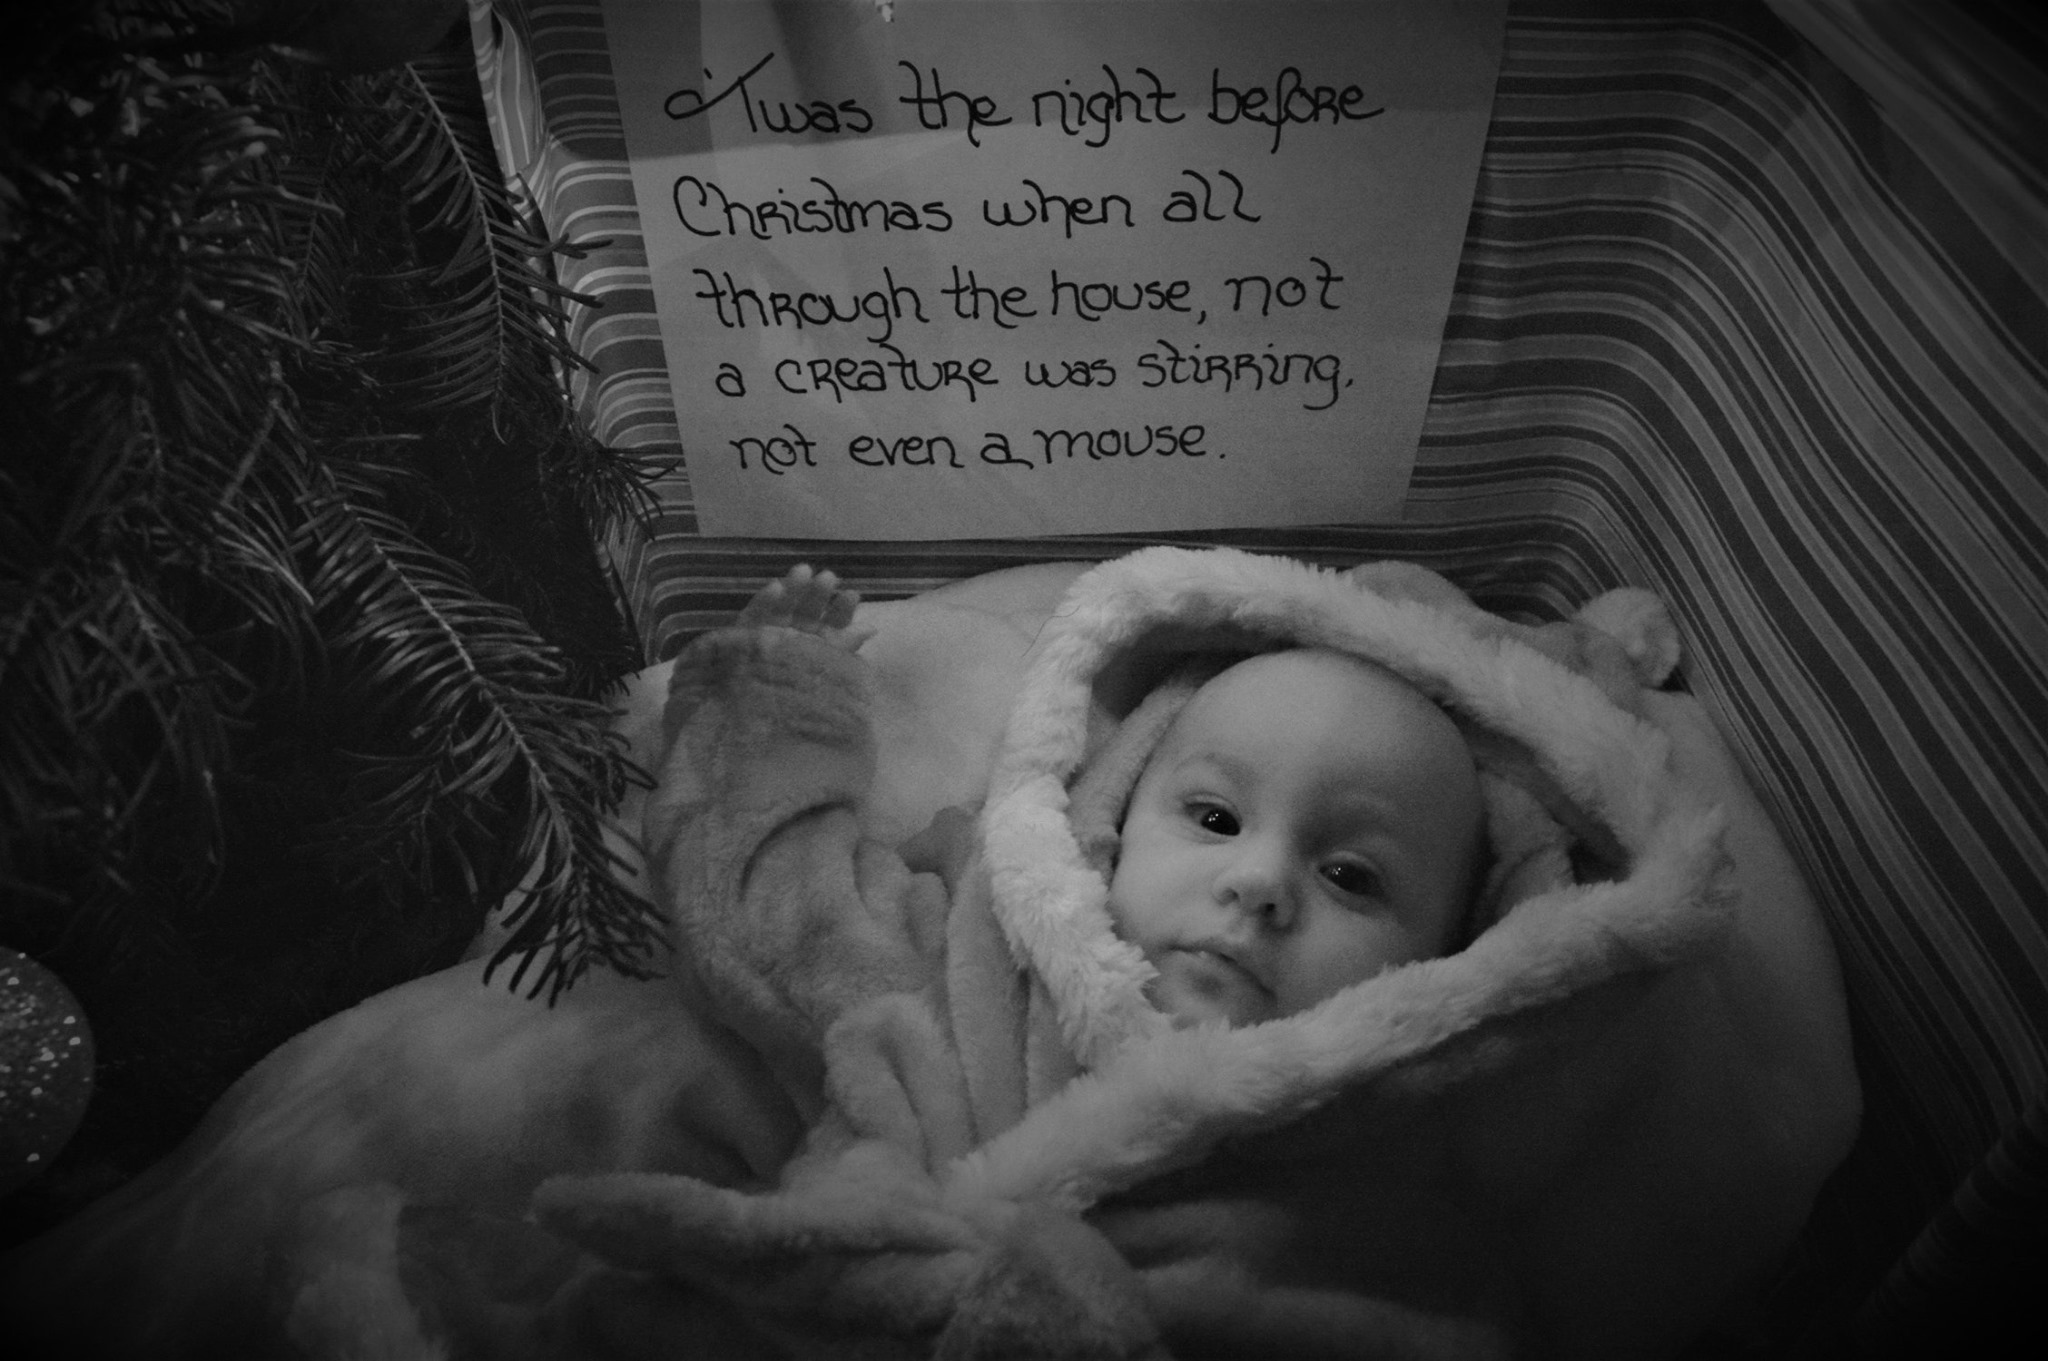 'Twas the night before
Christmas when all
through the house, not
a creature was stirring,
not even a mouse.